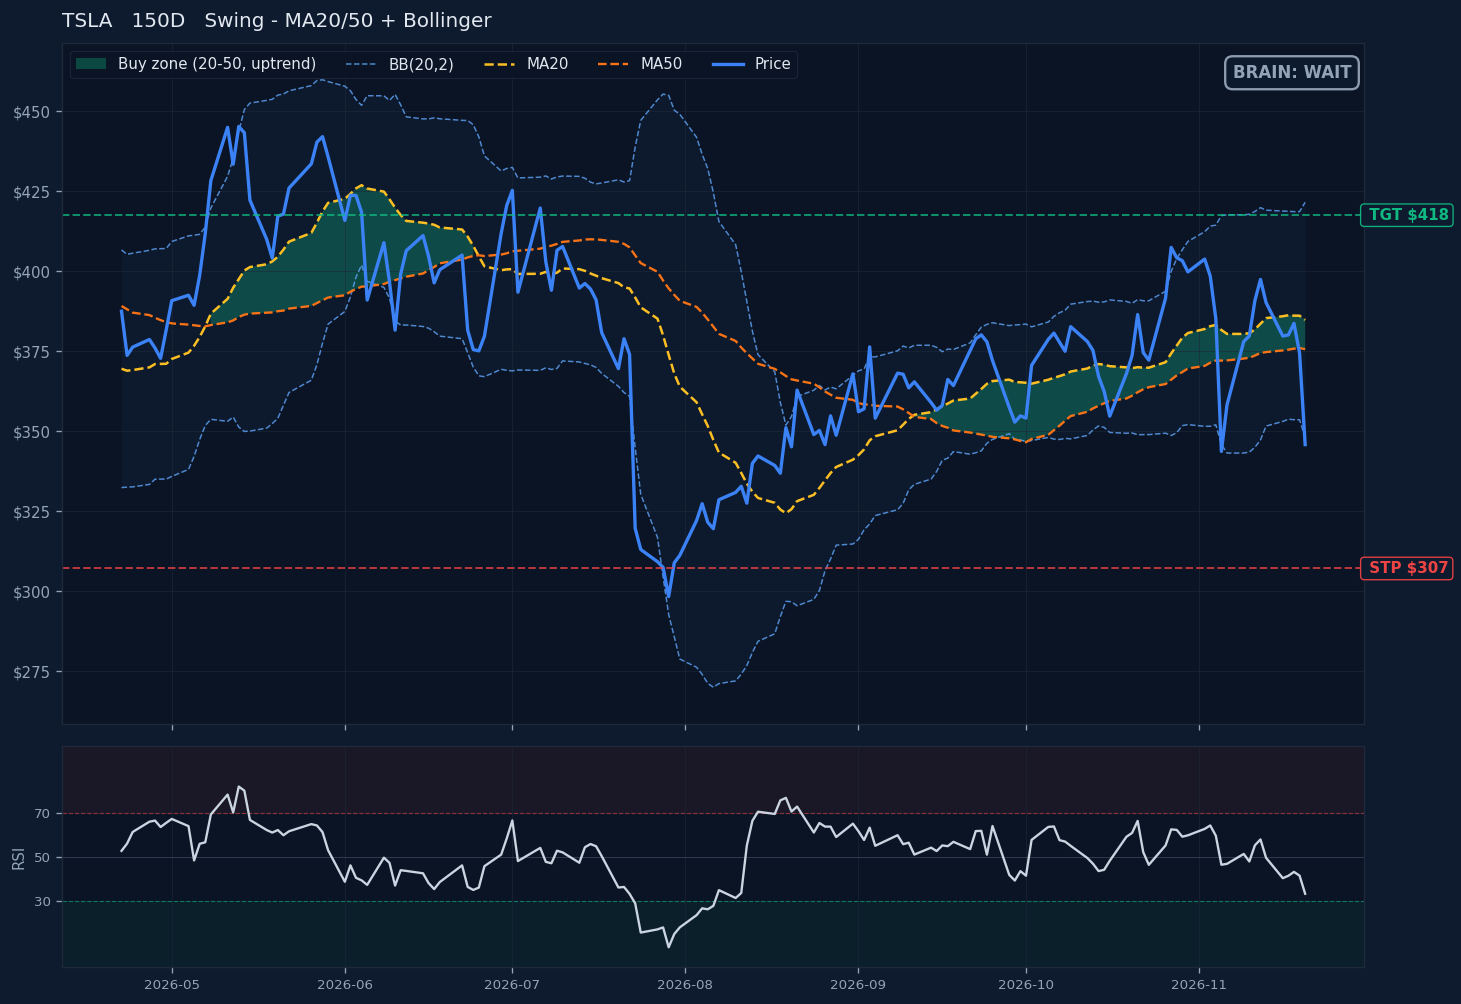 TSLA   150D   Swing - MA20/50 + Bollinger
Buy zone (20-50, uptrend)   BB(20,2)   MA20   MA50   Price
BRAIN: WAIT
$450
$425
TGT $418
$400
$375
$350
$325
STP $307
$300
$275
RSI
70
50
30
2026-05   2026-06   2026-07   2026-08   2026-09   2026-10   2026-11